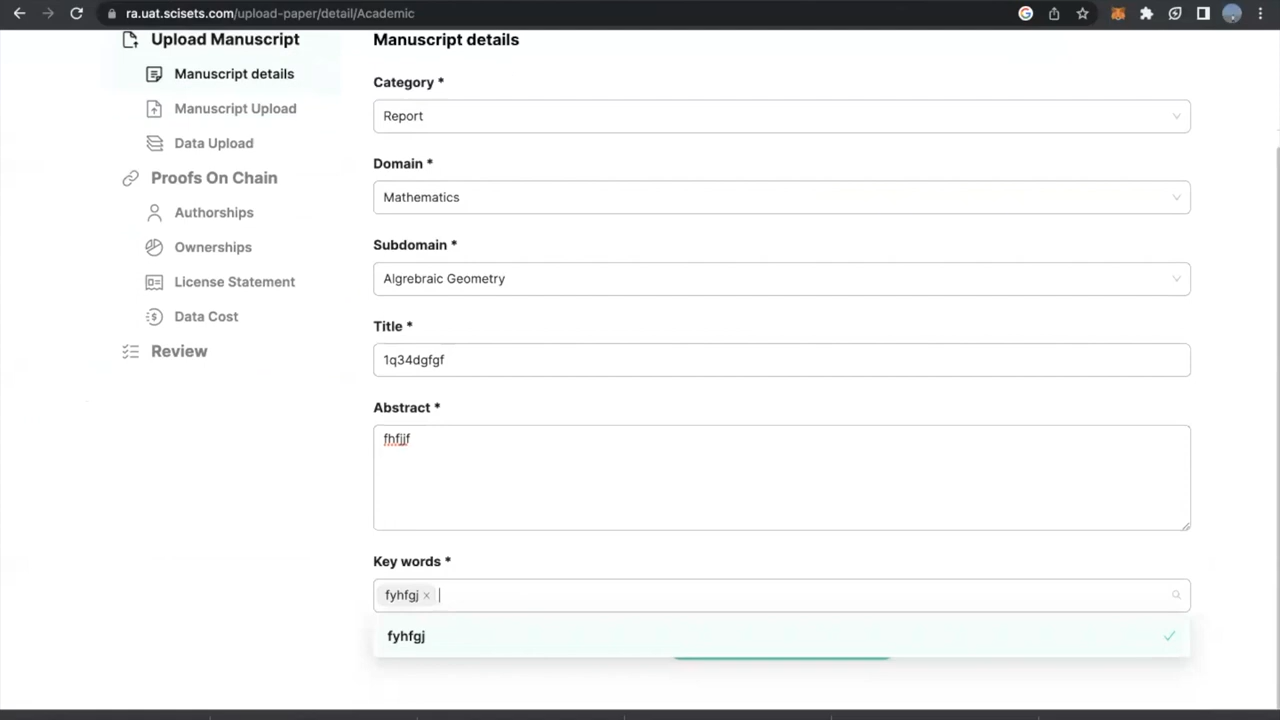 ra.uat.scisets.com/upload-paper/detail/Academic
Upload Manuscript
Manuscript details
Manuscript Upload
Data Upload
Proofs On Chain
Authorships
Ownerships
License Statement
Data Cost
Review
Manuscript details
Category *
Report
Domain *
Mathematics
Subdomain *
Algrebraic Geometry
Title *
1q34dgfgf
Abstract *
fhfjjf
Key words *
fyhfgj ×
fyhfgj